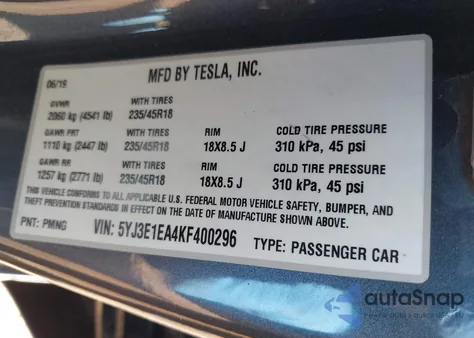 MFD BY TESLA, INC.
06/19
GVWR WITH TIRES
2060 kg (4541 lb) 235/45R18
GAWR FRT WITH TIRES RIM COLD TIRE PRESSURE
1110 kg (2447 lb) 235/45R18 18X8.5 J 310 kPa, 45 psi
GAWR RR WITH TIRES RIM COLD TIRE PRESSURE
1257 kg (2771 lb) 235/45R18 18X8.5 J 310 kPa, 45 psi
THIS VEHICLE CONFORMS TO ALL APPLICABLE U.S. FEDERAL MOTOR VEHICLE SAFETY, BUMPER, AND
THEFT PREVENTION STANDARDS IN EFFECT ON THE DATE OF MANUFACTURE SHOWN ABOVE.
PNT: PMNG VIN: 5YJ3E1EA4KF400296 TYPE: PASSENGER CAR
autoSnap